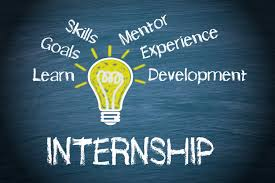 Skills
Goals
Learn
Mentor
Experience
Development
INTERNSHIP